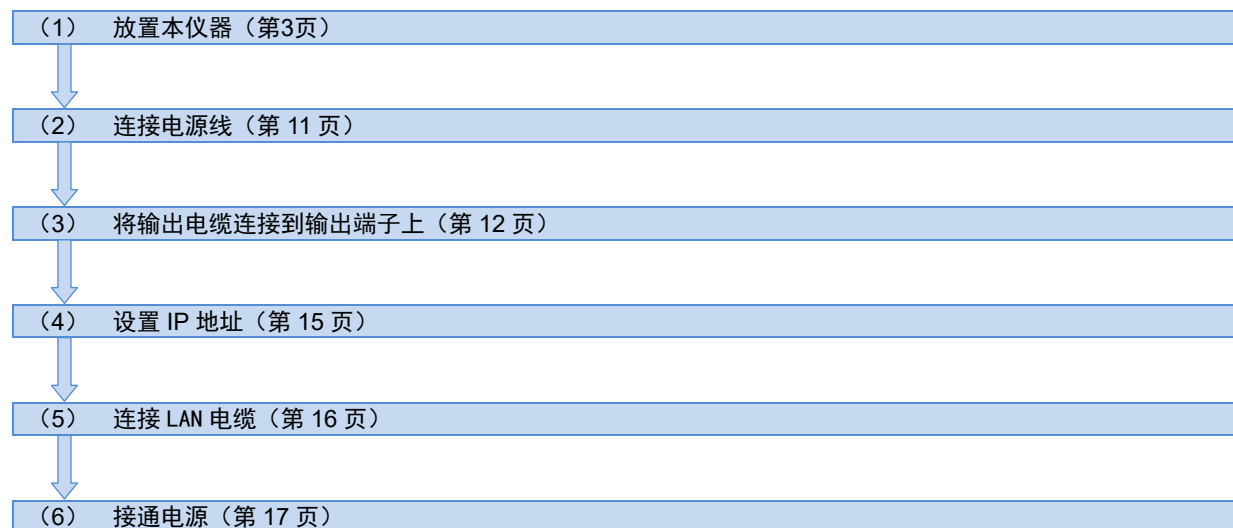 （1） 放置本仪器（第3页）
（2） 连接电源线（第 11 页）
（3） 将输出电缆连接到输出端子上（第 12 页）
（4） 设置 IP 地址（第 15 页）
（5） 连接 LAN 电缆（第 16 页）
（6） 接通电源（第 17 页）